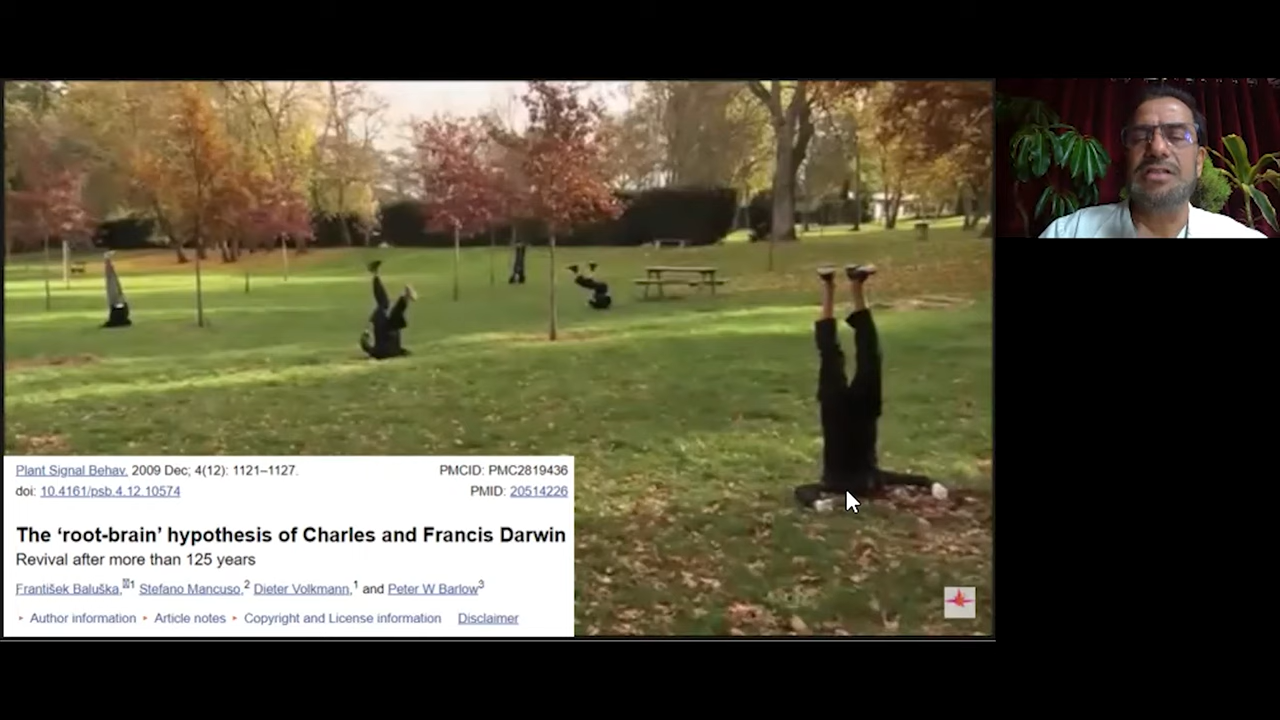 Plant Signal Behav. 2009 Dec; 4(12): 1121–1127. PMCID: PMC2819436
doi: 10.4161/psb.4.12.10574 PMID: 20514226
The ‘root-brain’ hypothesis of Charles and Francis Darwin
Revival after more than 125 years
František Baluška,1 Stefano Mancuso,2 Dieter Volkmann,1 and Peter W Barlow3
Author information Article notes Copyright and License information Disclaimer